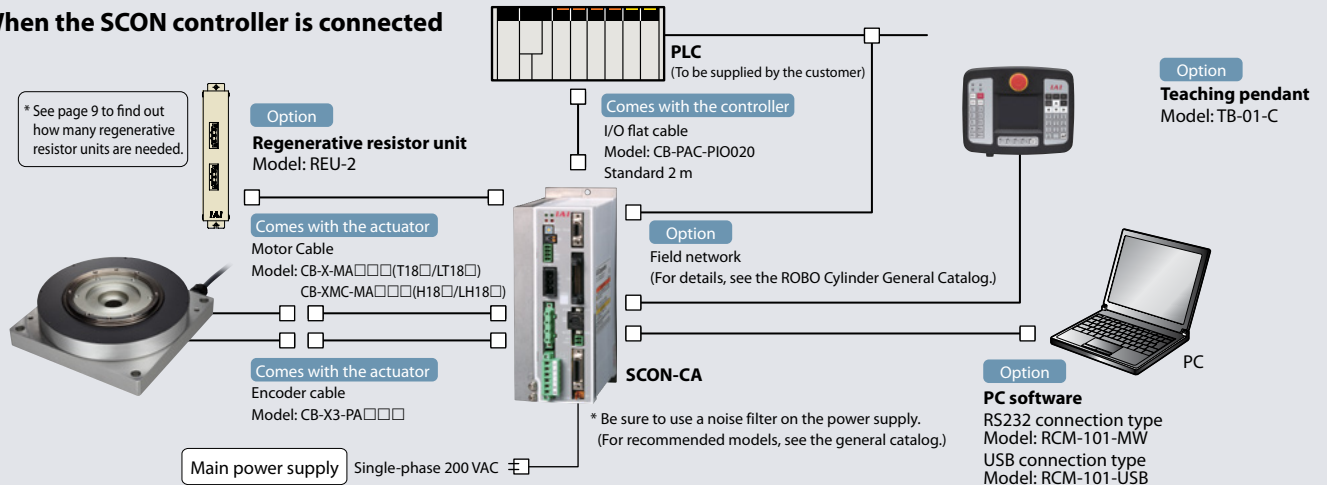 When the SCON controller is connected
PLC
(To be supplied by the customer)
* See page 9 to find out
how many regenerative
resistor units are needed.
Option
Regenerative resistor unit
Model: REU-2
Comes with the controller
I/O flat cable
Model: CB-PAC-PIO020
Standard 2 m
Option
Teaching pendant
Model: TB-01-C
IAI
IAI
IAI
Comes with the actuator
Motor Cable
Model: CB-X-MA□□□(T18□/LT18□)
CB-XMC-MA□□□(H18□/LH18□)
Option
Field network
(For details, see the ROBO Cylinder General Catalog.)
Comes with the actuator
Encoder cable
Model: CB-X3-PA□□□
SCON-CA
* Be sure to use a noise filter on the power supply.
(For recommended models, see the general catalog.)
PC
Option
PC software
RS232 connection type
Model: RCM-101-MW
USB connection type
Model: RCM-101-USB
Main power supply
Single-phase 200 VAC